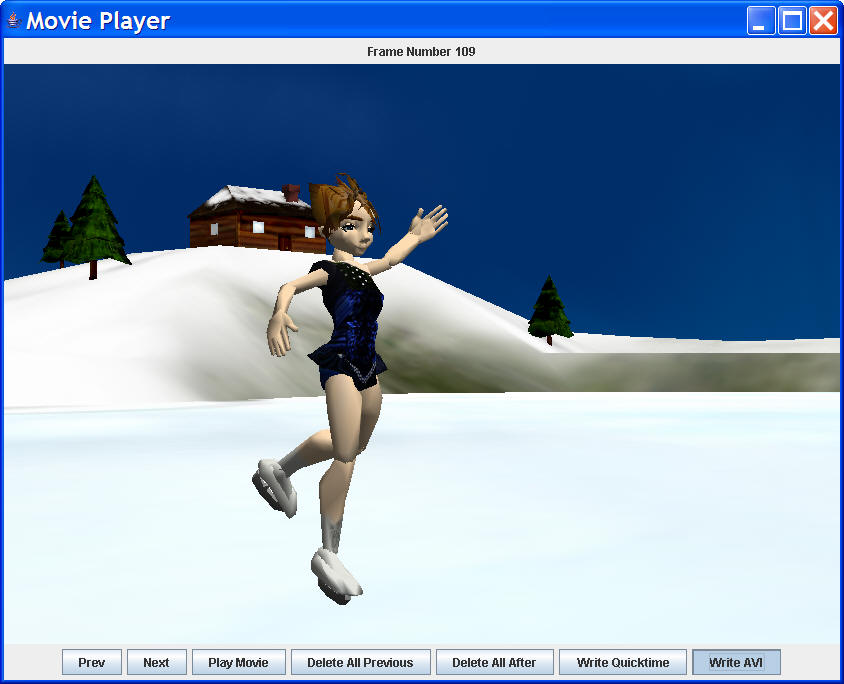 Movie Player
Frame Number 109
Prev Next Play Movie Delete All Previous Delete All After Write Quicktime Write AVI